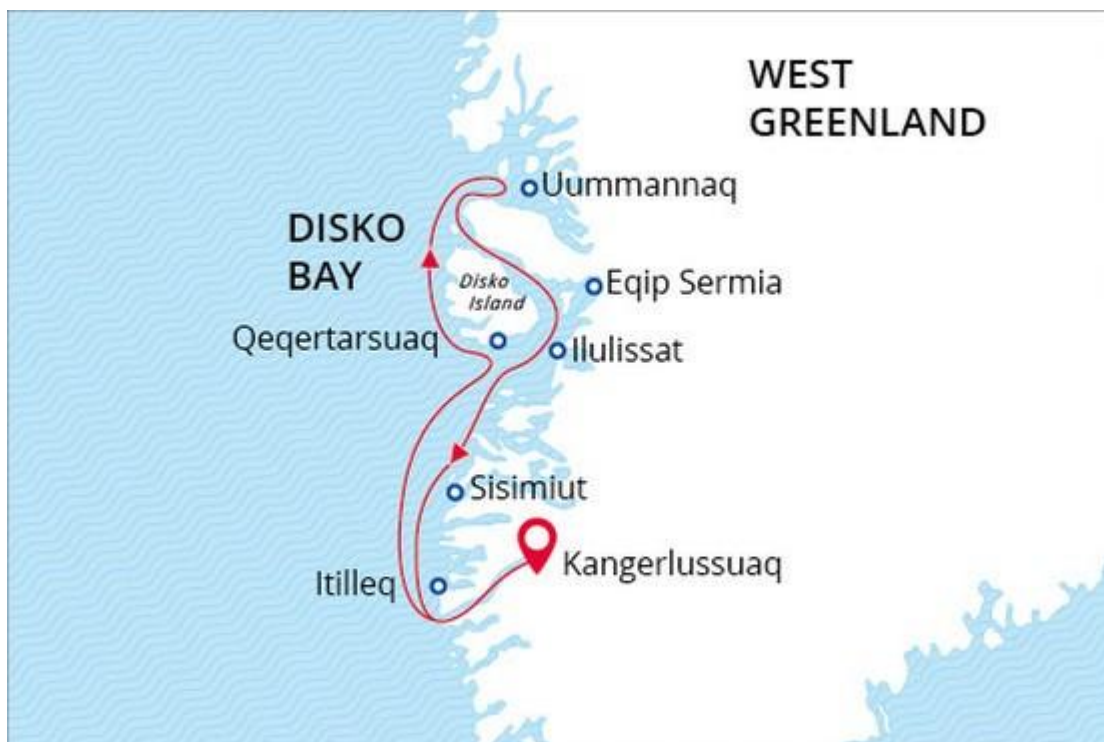 WEST
GREENLAND
Uummannaq
DISKO
BAY
Disko
Island
Eqip Sermia
Qeqertarsuaq
Ilulissat
Sisimiut
Kangerlussuaq
Itilleq